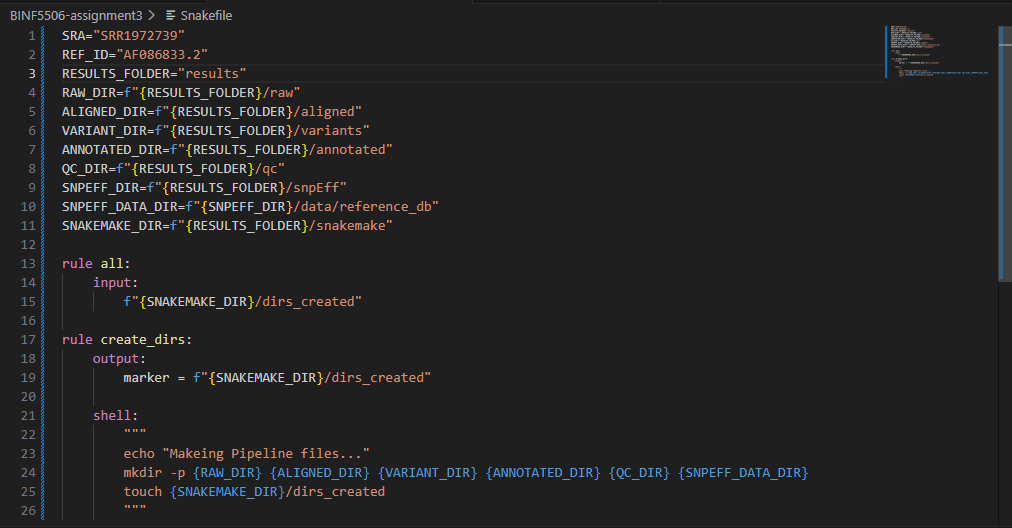 BINF5506-assignment3 > Snakefile
1 SRA="SRR1972739"
2 REF_ID="AF086833.2"
3 RESULTS_FOLDER="results"
4 RAW_DIR=f"{RESULTS_FOLDER}/raw"
5 ALIGNED_DIR=f"{RESULTS_FOLDER}/aligned"
6 VARIANT_DIR=f"{RESULTS_FOLDER}/variants"
7 ANNOTATED_DIR=f"{RESULTS_FOLDER}/annotated"
8 QC_DIR=f"{RESULTS_FOLDER}/qc"
9 SNPEFF_DIR=f"{RESULTS_FOLDER}/snpEff"
10 SNPEFF_DATA_DIR=f"{SNPEFF_DIR}/data/reference_db"
11 SNAKEMAKE_DIR=f"{RESULTS_FOLDER}/snakemake"
12
13 rule all:
14     input:
15         f"{SNAKEMAKE_DIR}/dirs_created"
16
17 rule create_dirs:
18     output:
19         marker = f"{SNAKEMAKE_DIR}/dirs_created"
20
21     shell:
22         """
23         echo "Makeing Pipeline files..."
24         mkdir -p {RAW_DIR} {ALIGNED_DIR} {VARIANT_DIR} {ANNOTATED_DIR} {QC_DIR} {SNPEFF_DATA_DIR}
25         touch {SNAKEMAKE_DIR}/dirs_created
26         """